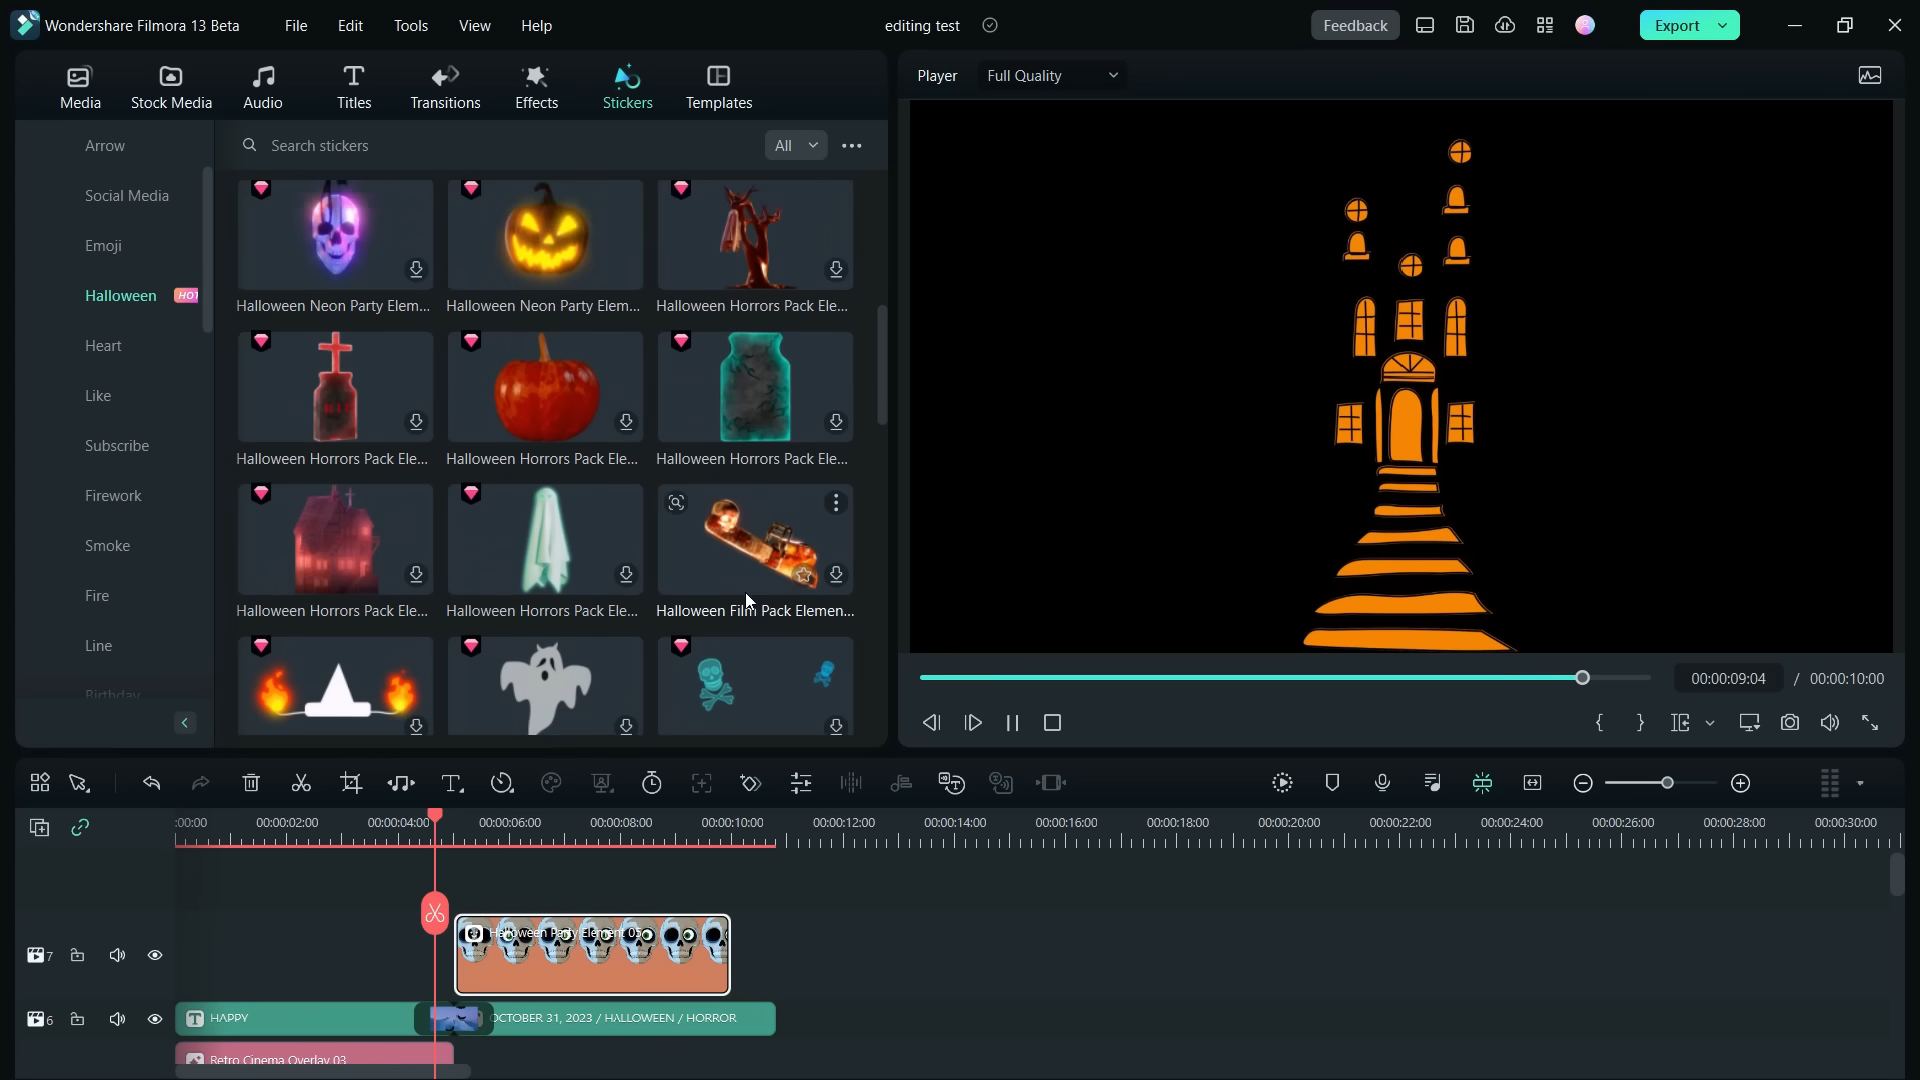 Wondershare Filmora 13 Beta
File
Edit
Tools
View
Help
editing test
Feedback
Export
Media
Stock Media
Audio
Titles
Transitions
Effects
Stickers
Templates
Player
Full Quality
Arrow
Social Media
Emoji
Halloween
HOT
Heart
Like
Subscribe
Firework
Smoke
Fire
Line
Birthday
Search stickers
All
Halloween Neon Party Elem...
Halloween Neon Party Elem...
Halloween Horrors Pack Ele...
Halloween Horrors Pack Ele...
Halloween Horrors Pack Ele...
Halloween Horrors Pack Ele...
Halloween Horrors Pack Ele...
Halloween Horrors Pack Ele...
Halloween Film Pack Elemen...
00:00:09:04 / 00:00:10:00
:00:00
00:00:02:00
00:00:04:00
00:00:06:00
00:00:08:00
00:00:10:00
00:00:12:00
00:00:14:00
00:00:16:00
00:00:18:00
00:00:20:00
00:00:22:00
00:00:24:00
00:00:26:00
00:00:28:00
00:00:30:00
7
Halloween Party Element 05
6
HAPPY
OCTOBER 31, 2023 / HALLOWEEN / HORROR
Retro Cinema Overlay 03